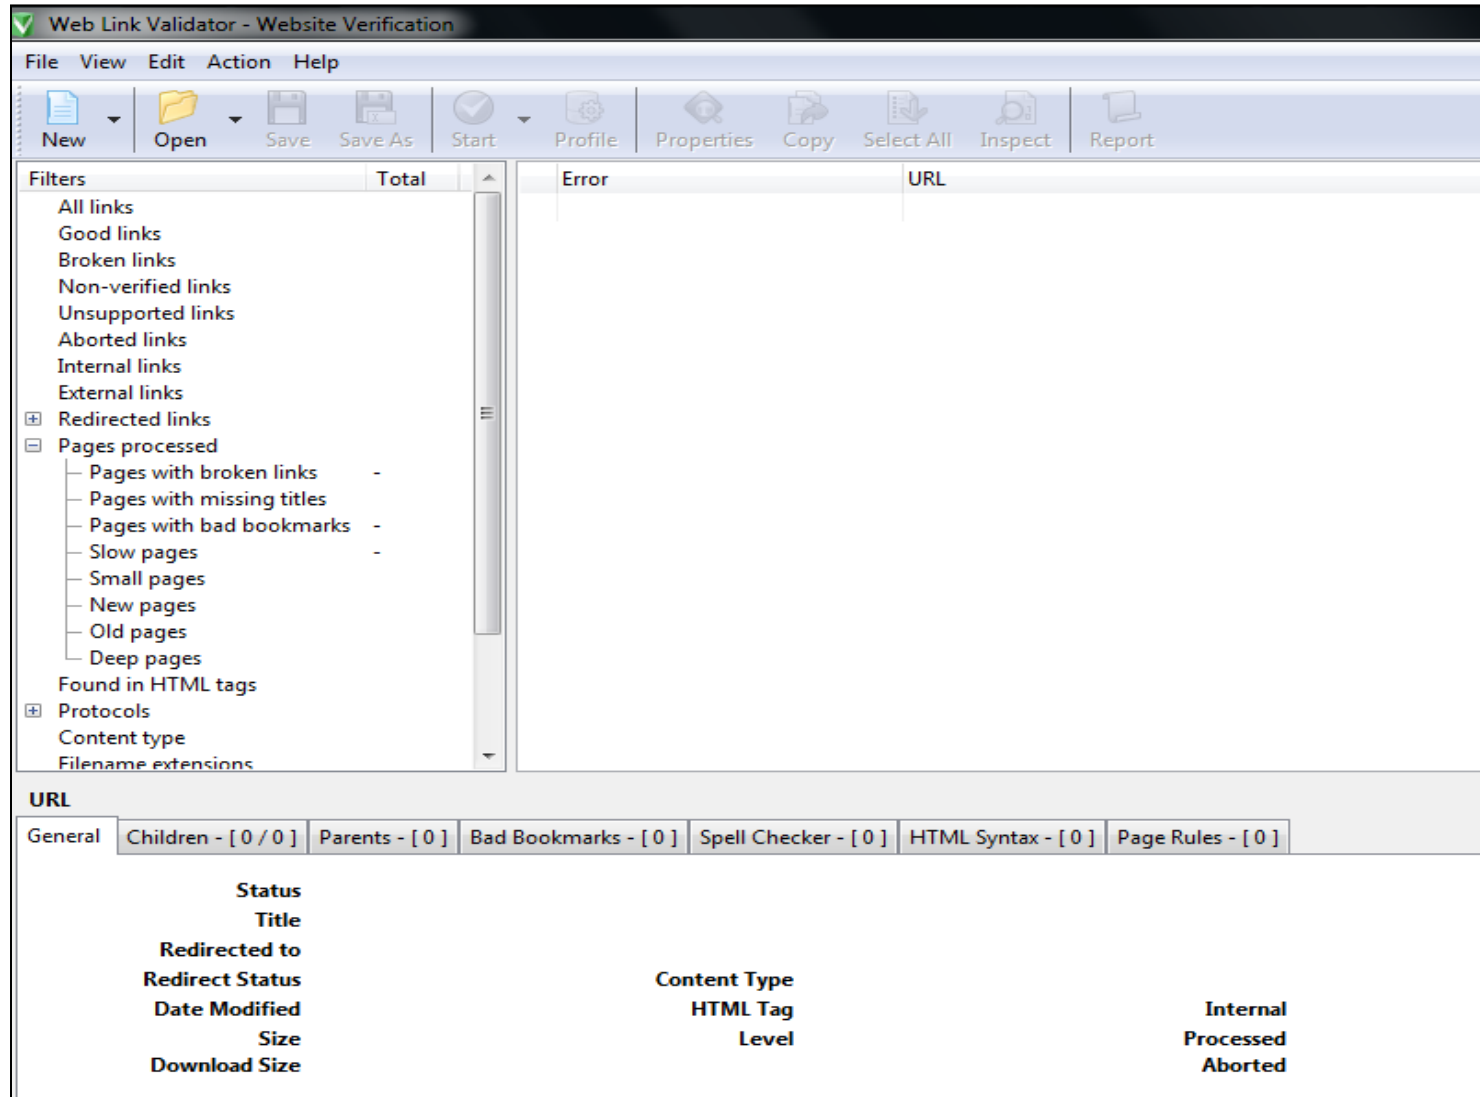 Web Link Validator - Website Verification
File View Edit Action Help
New Open Save Save As Start Profile Properties Copy Select All Inspect Report
Filters Total Error URL
All links
Good links
Broken links
Non-verified links
Unsupported links
Aborted links
Internal links
External links
Redirected links
Pages processed
Pages with broken links -
Pages with missing titles
Pages with bad bookmarks -
Slow pages -
Small pages
New pages
Old pages
Deep pages
Found in HTML tags
Protocols
Content type
Filename extensions
URL
General Children - [ 0 / 0 ] Parents - [ 0 ] Bad Bookmarks - [ 0 ] Spell Checker - [ 0 ] HTML Syntax - [ 0 ] Page Rules - [ 0 ]
Status
Title
Redirected to
Redirect Status Content Type
Date Modified HTML Tag Internal
Size Level Processed
Download Size Aborted